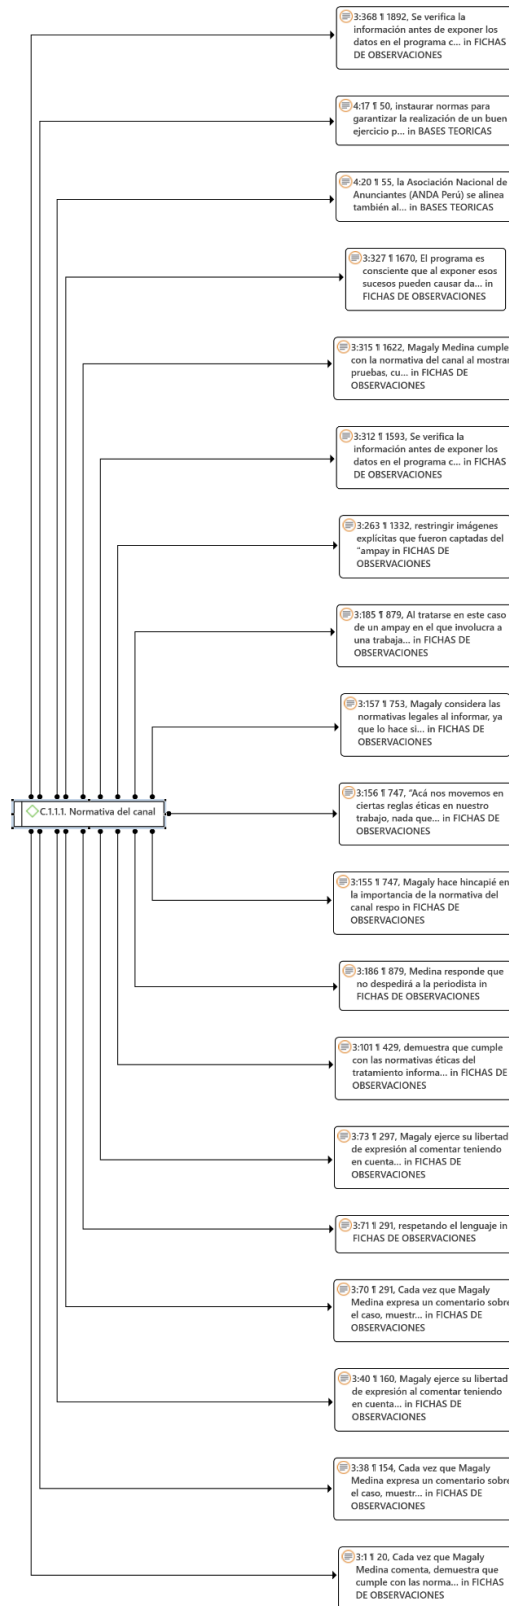 3:368 ¶ 1892, Se verifica la
información antes de exponer los
datos en el programa c... in FICHAS
DE OBSERVACIONES
4:17 ¶ 50, instaurar normas para
garantizar la realización de un buen
ejercicio p... in BASES TEORICAS
4:20 ¶ 55, la Asociación Nacional de
Anunciantes (ANDA Perú) se alinea
también al... in BASES TEORICAS
3:327 ¶ 1670, El programa es
consciente que al exponer esos
sucesos pueden causar da... in
FICHAS DE OBSERVACIONES
3:315 ¶ 1622, Magaly Medina cumple
con la normativa del canal al mostrar
pruebas, cu... in FICHAS DE
OBSERVACIONES
3:312 ¶ 1593, Se verifica la
información antes de exponer los
datos en el programa c... in FICHAS
DE OBSERVACIONES
3:263 ¶ 1332, restringir imágenes
explícitas que fueron captadas del
"ampay in FICHAS DE
OBSERVACIONES
3:185 ¶ 879, Al tratarse en este caso
de un ampay en el que involucra a
una trabaja... in FICHAS DE
OBSERVACIONES
3:157 ¶ 753, Magaly considera las
normativas legales al informar, ya
que lo hace si... in FICHAS DE
OBSERVACIONES
C.1.1.1. Normativa del canal
3:156 ¶ 747, "Acá nos movemos en
ciertas reglas éticas en nuestro
trabajo, nada que... in FICHAS DE
OBSERVACIONES
3:155 ¶ 747, Magaly hace hincapié en
la importancia de la normativa del
canal respo in FICHAS DE
OBSERVACIONES
3:186 ¶ 879, Medina responde que
no despedirá a la periodista in
FICHAS DE OBSERVACIONES
3:101 ¶ 429, demuestra que cumple
con las normativas éticas del
tratamiento informa... in FICHAS DE
OBSERVACIONES
3:73 ¶ 297, Magaly ejerce su libertad
de expresión al comentar teniendo
en cuenta... in FICHAS DE
OBSERVACIONES
3:71 ¶ 291, respetando el lenguaje in
FICHAS DE OBSERVACIONES
3:70 ¶ 291, Cada vez que Magaly
Medina expresa un comentario sobre
el caso, muestr... in FICHAS DE
OBSERVACIONES
3:40 ¶ 160, Magaly ejerce su libertad
de expresión al comentar teniendo
en cuenta... in FICHAS DE
OBSERVACIONES
3:38 ¶ 154, Cada vez que Magaly
Medina expresa un comentario sobre
el caso, muestr... in FICHAS DE
OBSERVACIONES
3:1 ¶ 20, Cada vez que Magaly
Medina comenta, demuestra que
cumple con las norma... in FICHAS
DE OBSERVACIONES